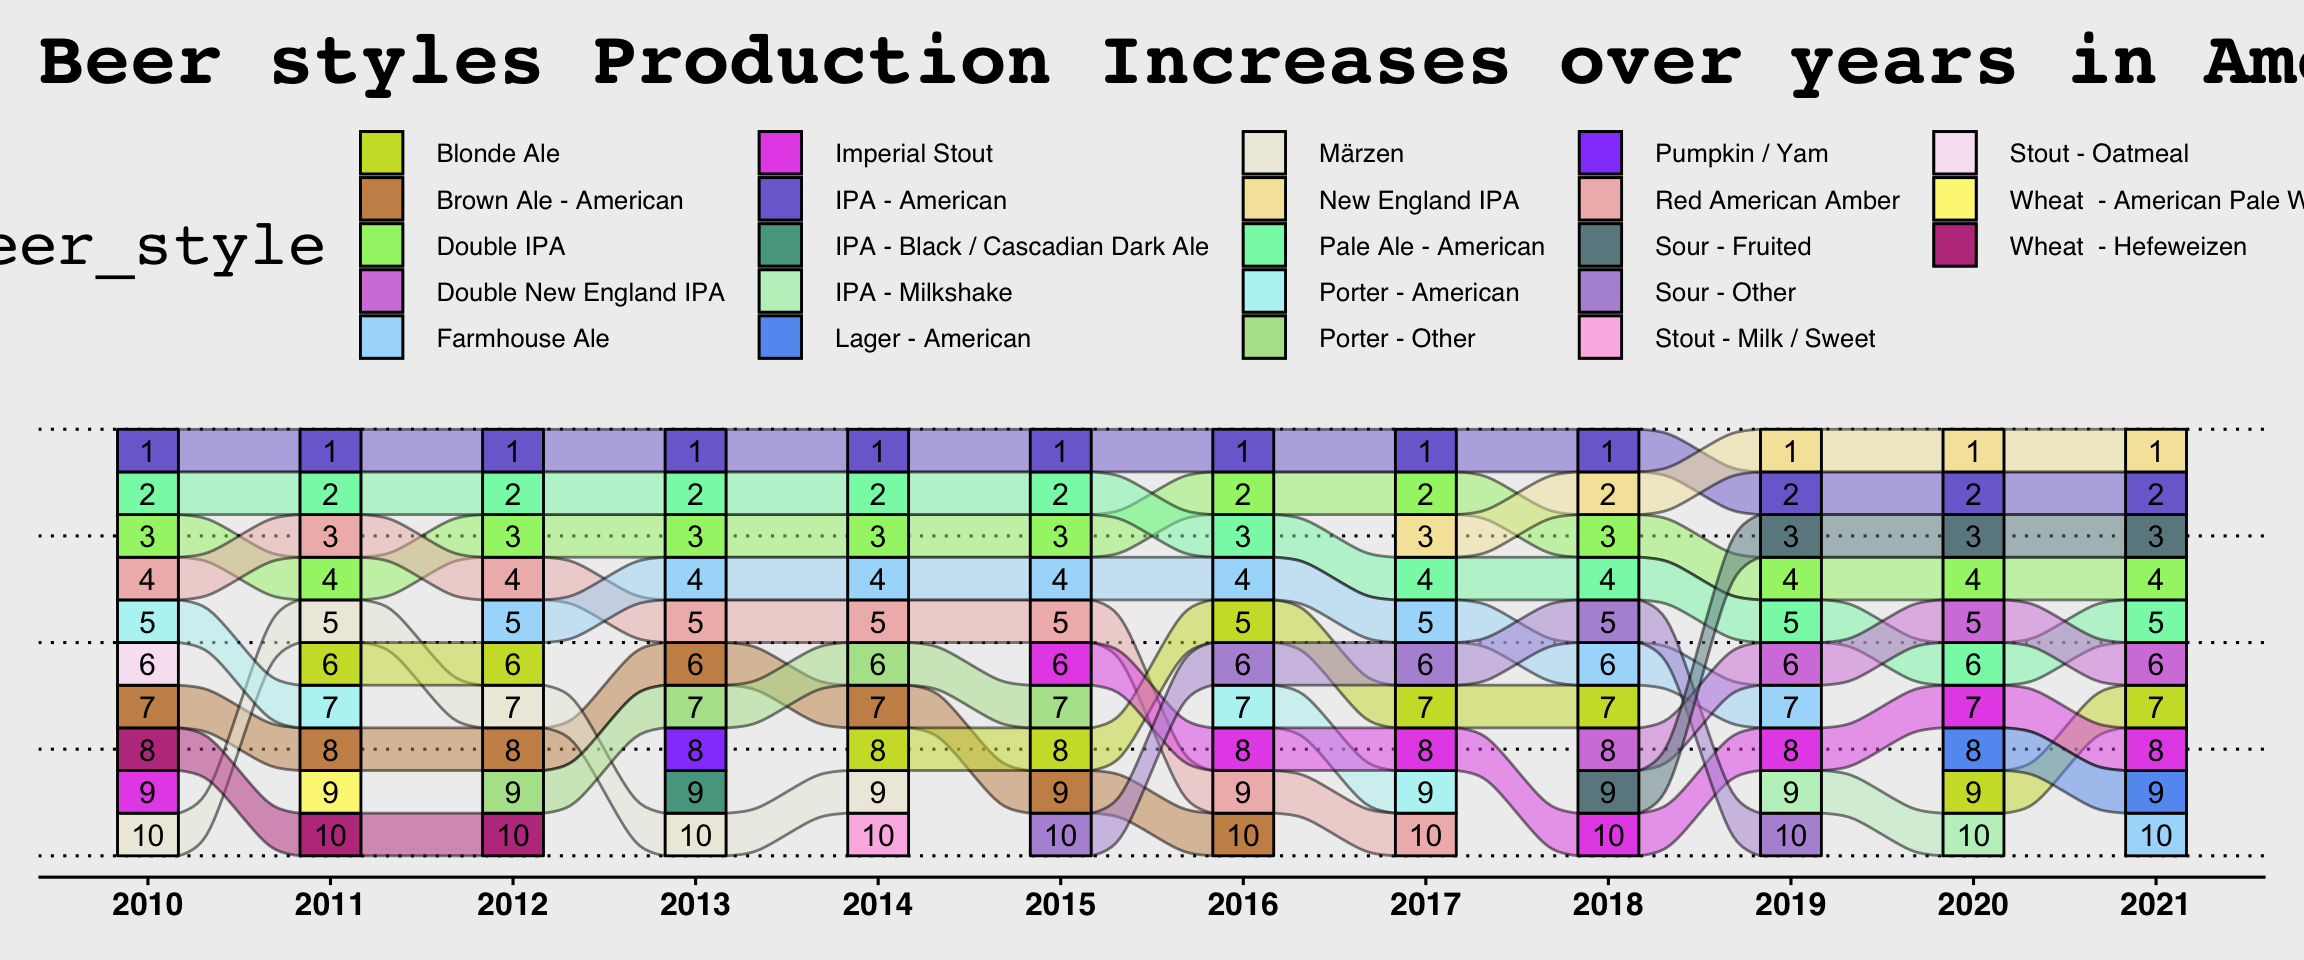 Beer styles Production Increases over years in Am
Blonde Ale Imperial Stout Märzen Pumpkin / Yam Stout - Oatmeal
Brown Ale - American IPA - American New England IPA Red American Amber Wheat - American Pale W
eer_style Double IPA IPA - Black / Cascadian Dark Ale Pale Ale - American Sour - Fruited Wheat - Hefeweizen
Double New England IPA IPA - Milkshake Porter - American Sour - Other
Farmhouse Ale Lager - American Porter - Other Stout - Milk / Sweet
1 1 1 1 1 1 1 1 1 1 1 1
2 2 2 2 2 2 2 2 2 2 2 2
3 3 3 3 3 3 3 3 3 3 3 3
4 4 4 4 4 4 4 4 4 4 4 4
5 5 5 5 5 5 5 5 5 5 5 5
6 6 6 6 6 6 6 6 6 6 6 6
7 7 7 7 7 7 7 7 7 7 7 7
8 8 8 8 8 8 8 8 8 8 8 8
9 9 9 9 9 9 9 9 9 9 9 9
10 10 10 10 10 10 10 10 10 10 10 10
2010 2011 2012 2013 2014 2015 2016 2017 2018 2019 2020 2021